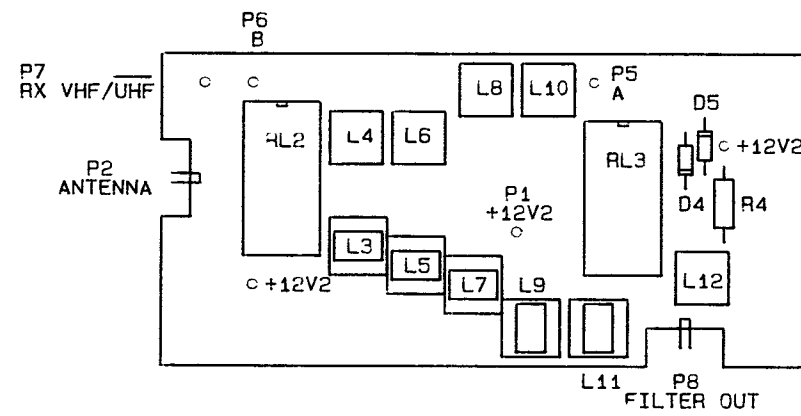 P6
B
P7
RX VHF/UHF
P5
A
L8
L10
D5
L4
L6
RL2
RL3
+12V2
P2
ANTENNA
P1
+12V2
D4
R4
L3
L5
L7
L9
L12
+12V2
L11
P8
FILTER OUT